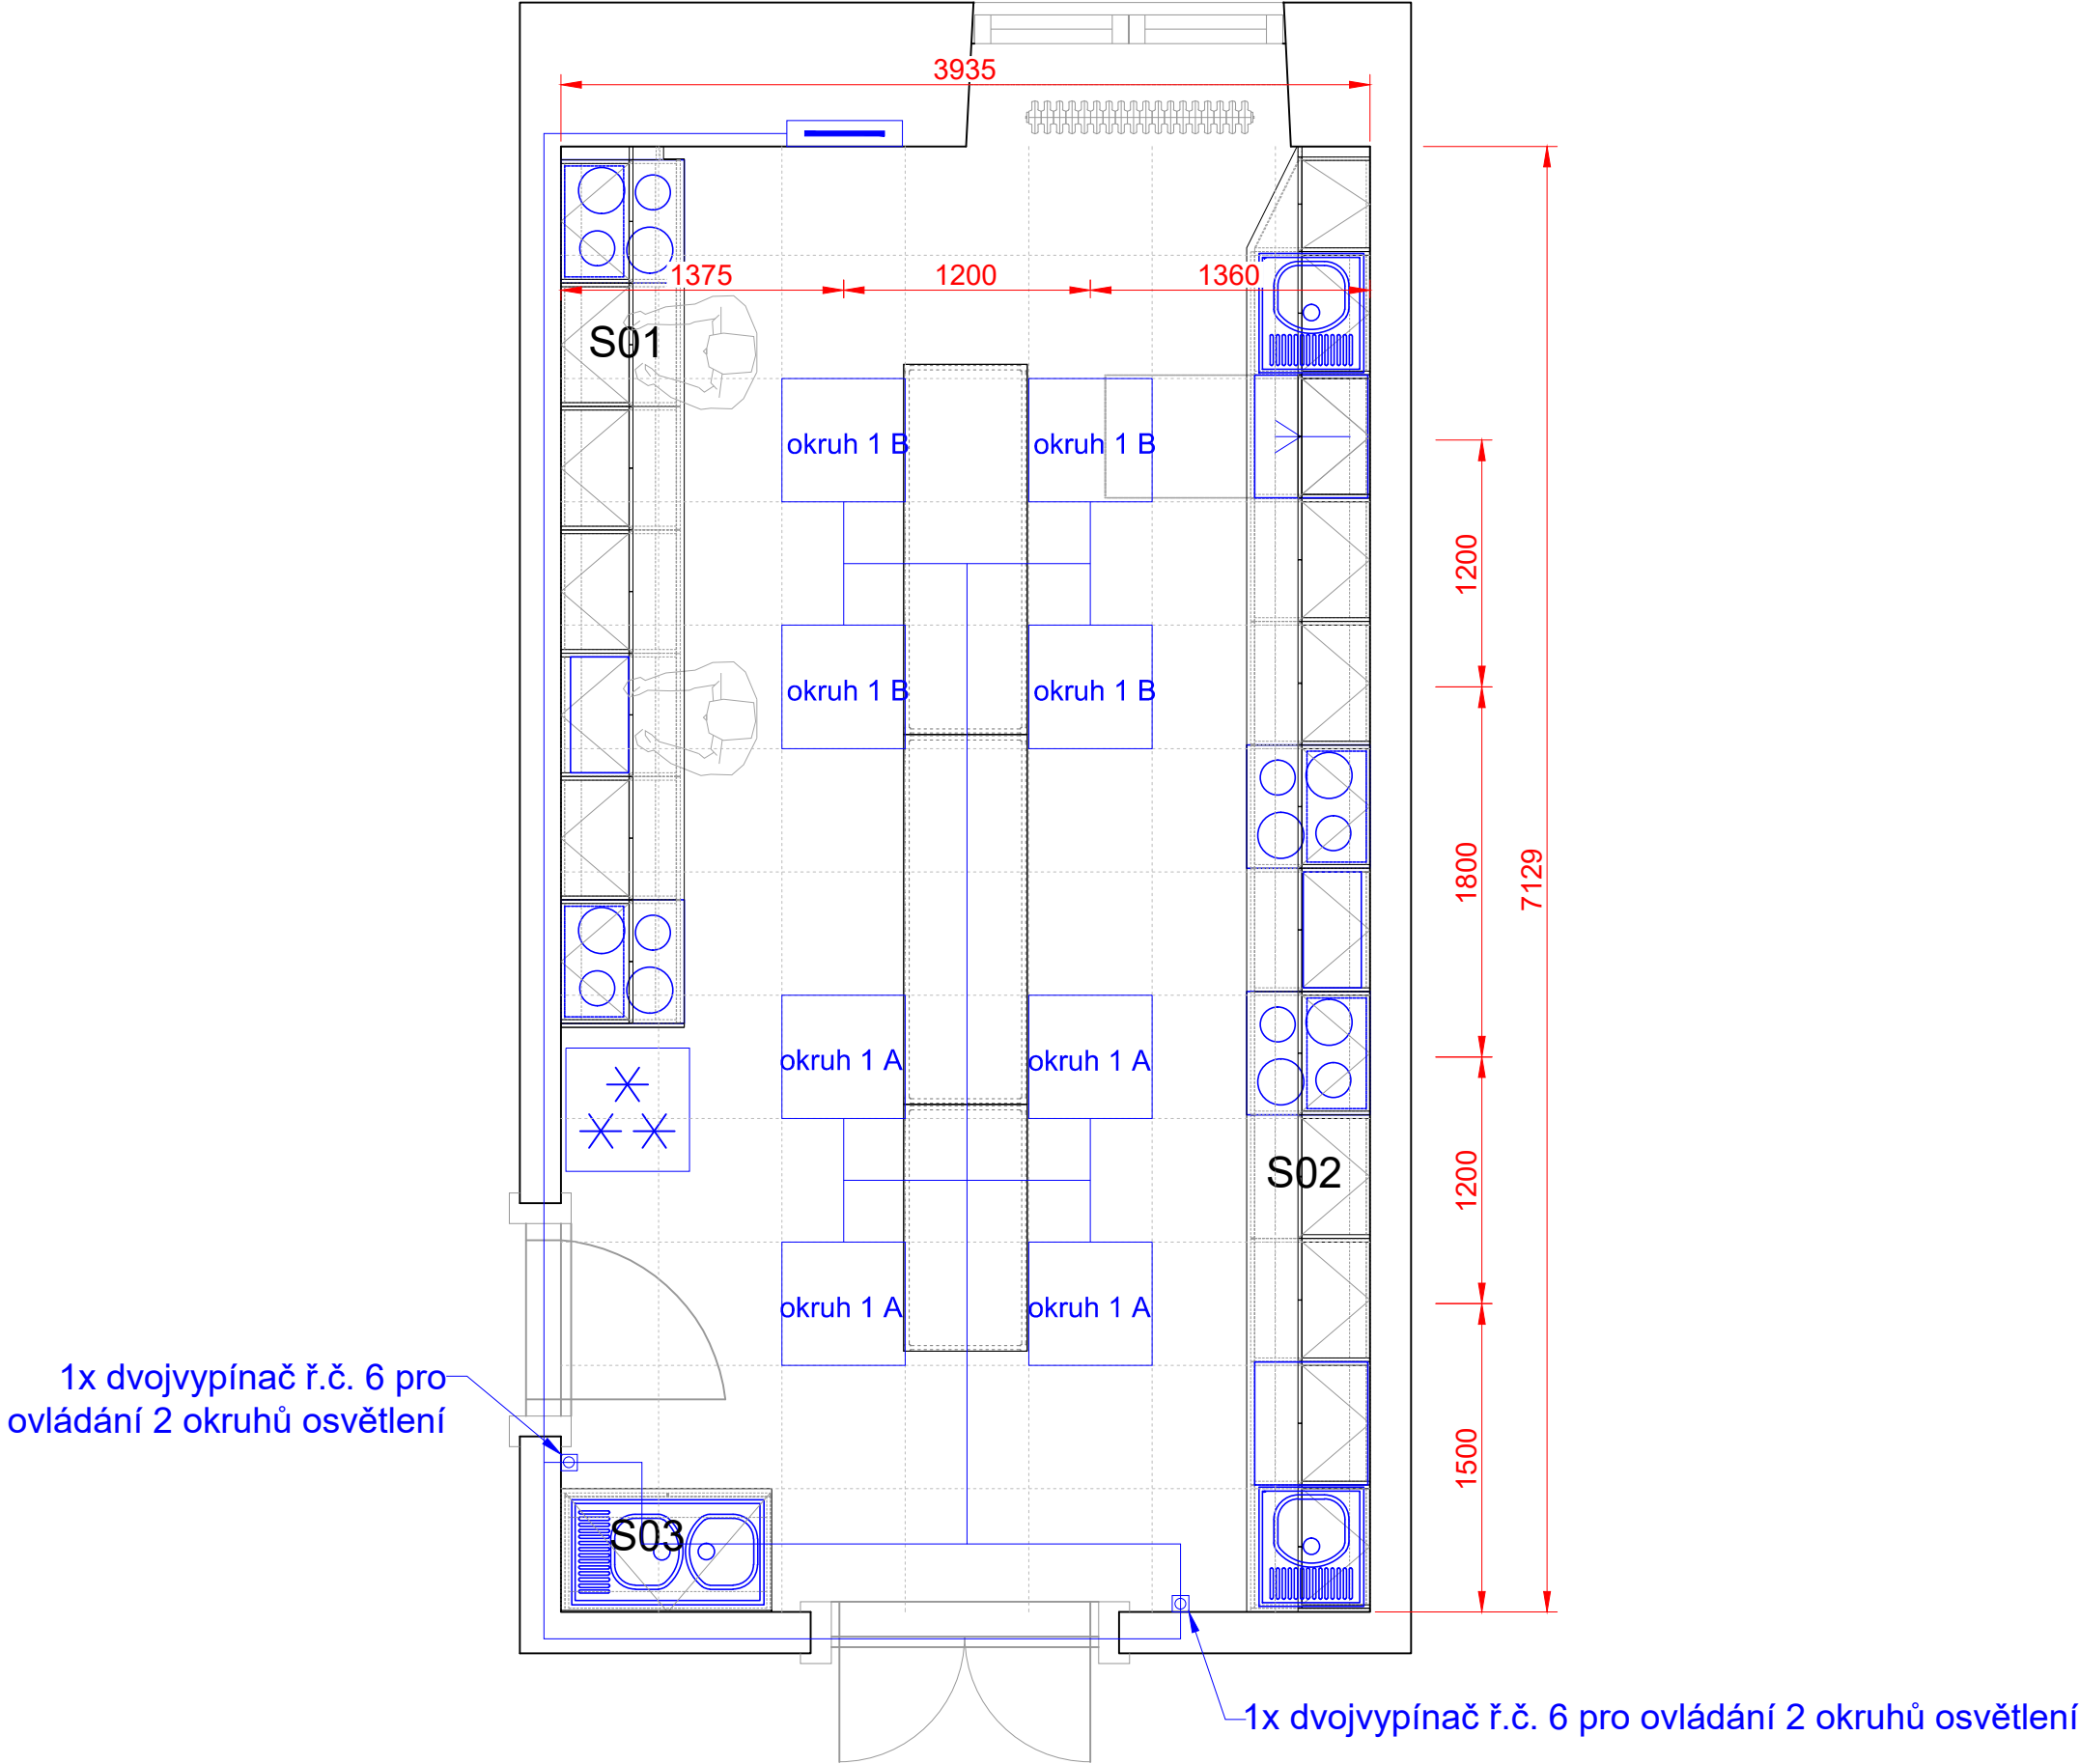 3935
1375 1200 1360
S01
okruh 1 B okruh 1 B
1200
okruh 1 B okruh 1 B
1800
7129
okruh 1 A okruh 1 A
1200
S02
okruh 1 A okruh 1 A
1x dvojvypínač ř.č. 6 pro
ovládání 2 okruhů osvětlení
1500
S03
1x dvojvypínač ř.č. 6 pro ovládání 2 okruhů osvětlení